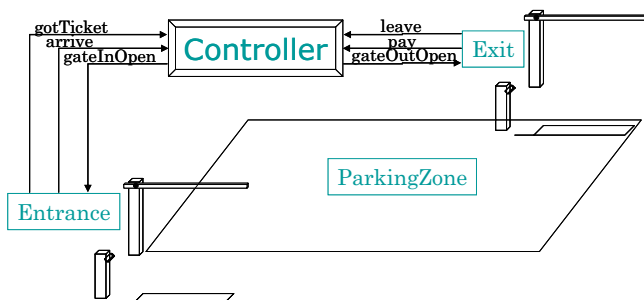 gotTicket
arrive
gateInOpen
Controller
leave
pay
gateOutOpen
Exit
ParkingZone
Entrance